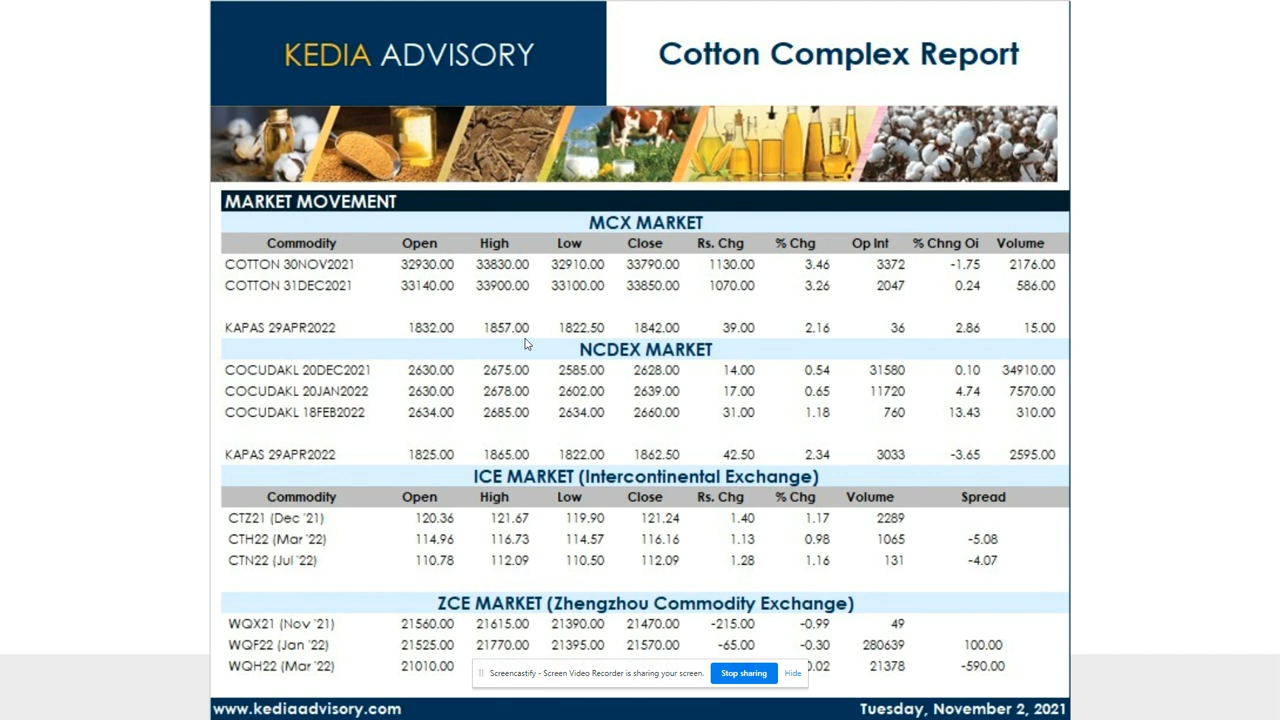 KEDIA ADVISORY
Cotton Complex Report
MARKET MOVEMENT
MCX MARKET
Commodity Open High Low Close Rs. Chg % Chg Op Int % Chng Oi Volume
COTTON 30NOV2021 32930.00 33830.00 32910.00 33790.00 1130.00 3.46 3372 -1.75 2176.00
COTTON 31DEC2021 33140.00 33900.00 33100.00 33850.00 1070.00 3.26 2047 0.24 586.00
KAPAS 29APR2022 1832.00 1857.00 1822.50 1842.00 39.00 2.16 36 2.86 15.00
NCDEX MARKET
COCUDAKL 20DEC2021 2630.00 2675.00 2585.00 2628.00 14.00 0.54 31580 0.10 34910.00
COCUDAKL 20JAN2022 2630.00 2678.00 2602.00 2639.00 17.00 0.65 11720 4.74 7570.00
COCUDAKL 18FEB2022 2634.00 2685.00 2634.00 2660.00 31.00 1.18 760 13.43 310.00
KAPAS 29APR2022 1825.00 1865.00 1822.00 1862.50 42.50 2.34 3033 -3.65 2595.00
ICE MARKET (Intercontinental Exchange)
Commodity Open High Low Close Rs. Chg % Chg Volume Spread
CTZ21 (Dec '21) 120.36 121.67 119.90 121.24 1.40 1.17 2289
CTH22 (Mar '22) 114.96 116.73 114.57 116.16 1.13 0.98 1065 -5.08
CTN22 (Jul '22) 110.78 112.09 110.50 112.09 1.28 1.16 131 -4.07
ZCE MARKET (Zhengzhou Commodity Exchange)
WQX21 (Nov '21) 21560.00 21615.00 21390.00 21470.00 -215.00 -0.99 49
WQF22 (Jan '22) 21525.00 21770.00 21395.00 21570.00 -65.00 -0.30 280639 100.00
WQH22 (Mar '22) 21010.00 0.02 21378 -590.00
Screencastify - Screen Video Recorder is sharing your screen. Stop sharing Hide
www.kediaadvisory.com Tuesday, November 2, 2021